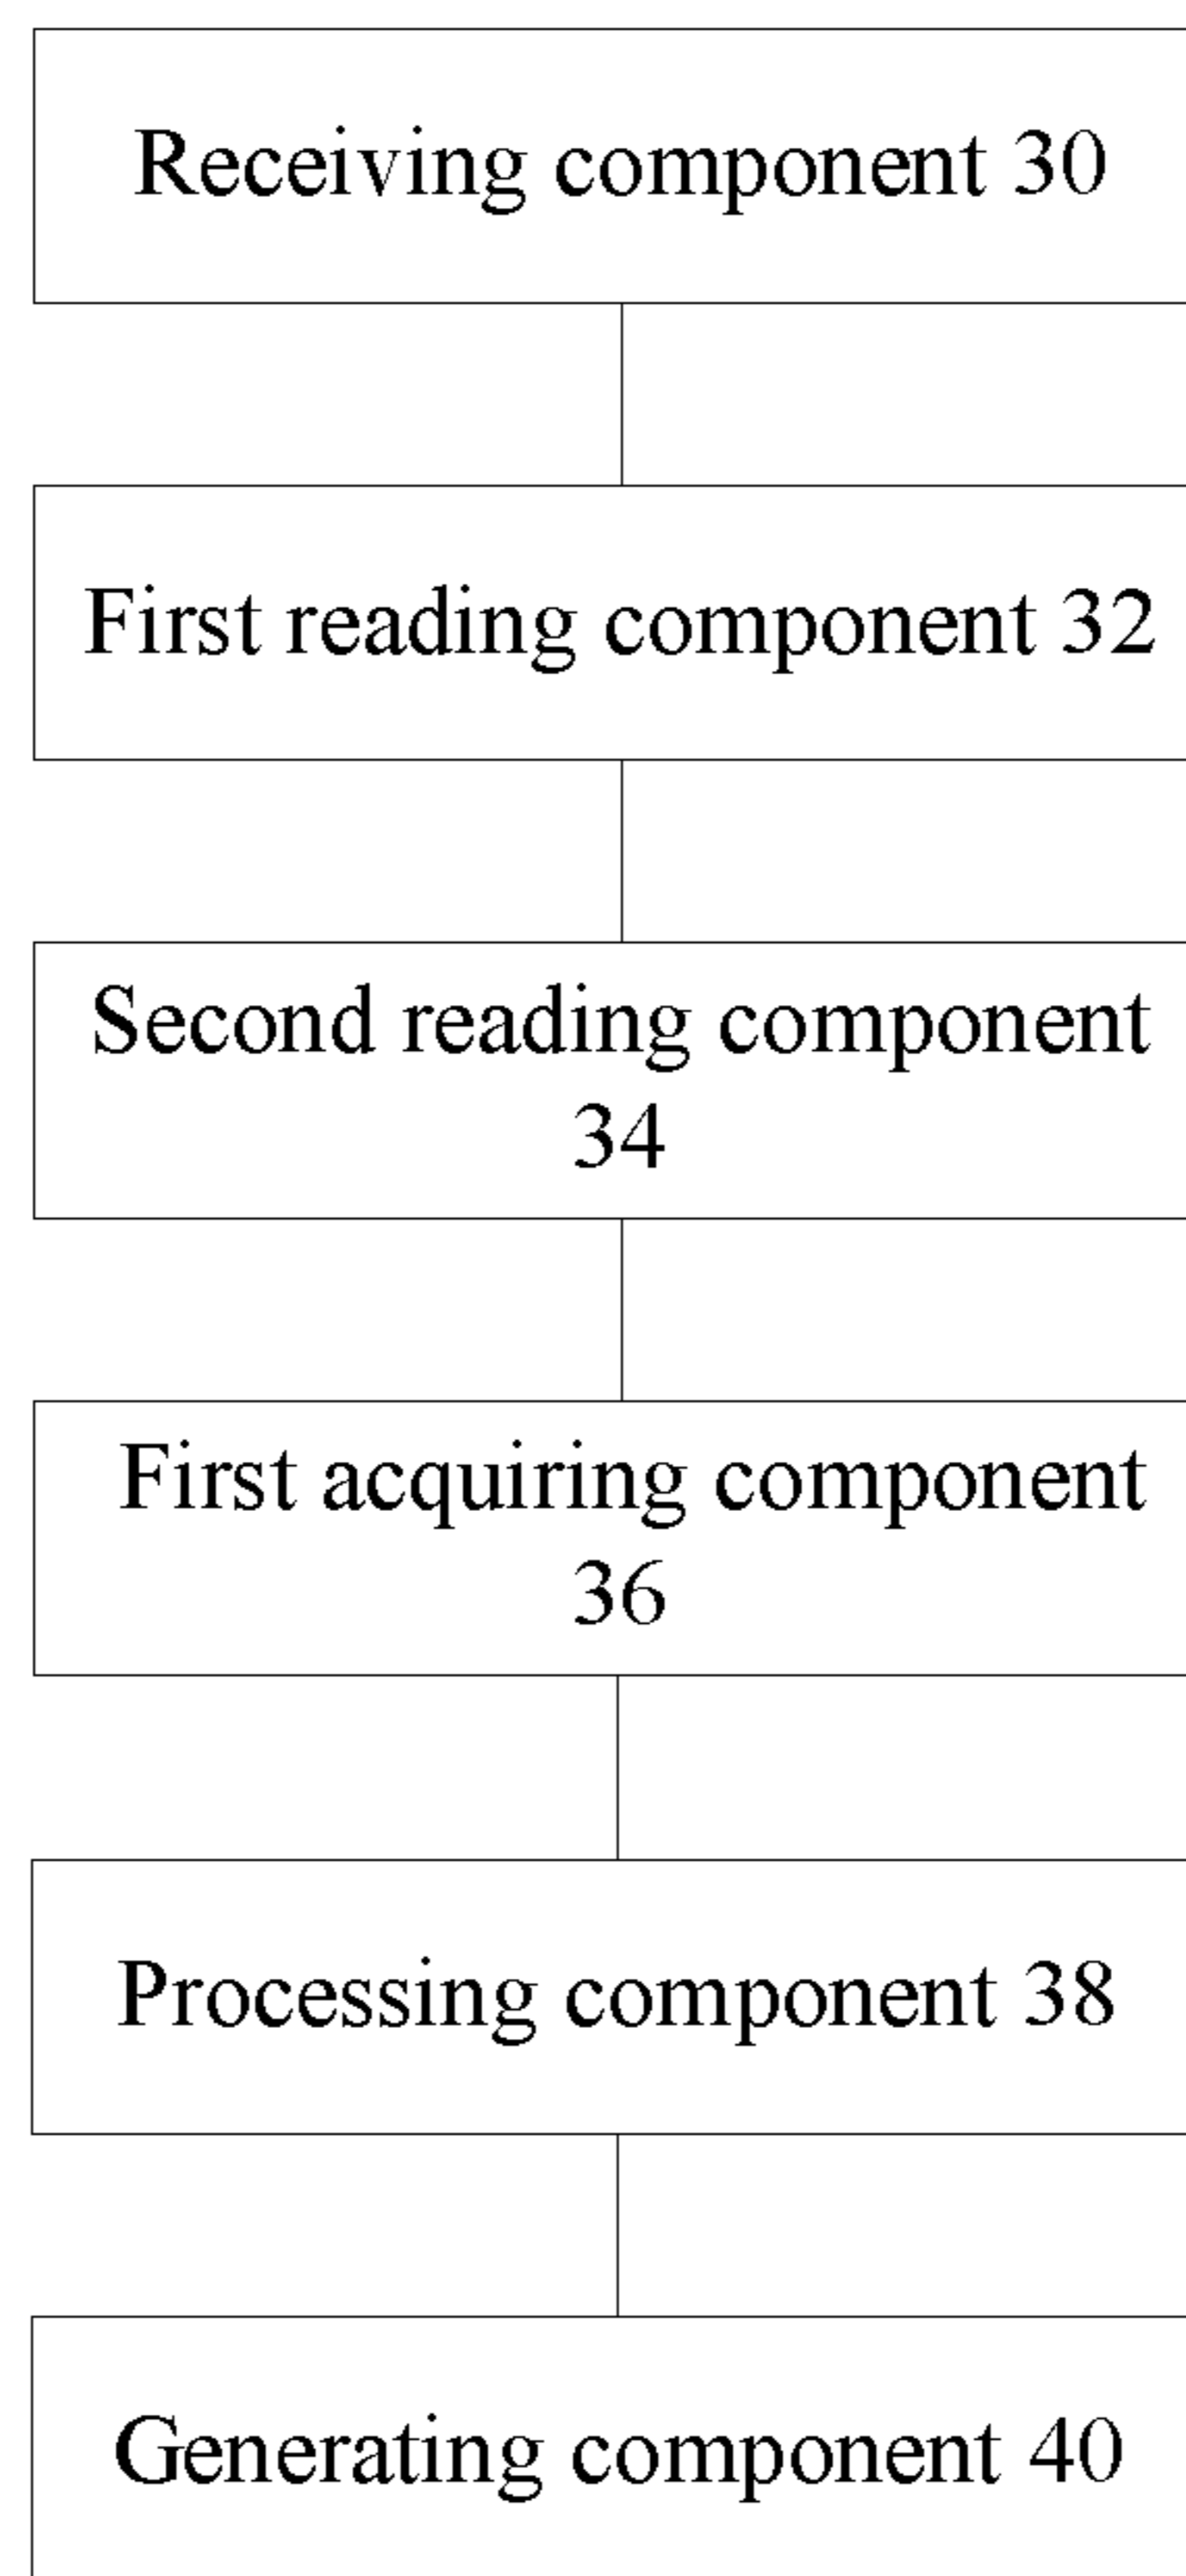 Receiving component 30
First reading component 32
Second reading component
34
First acquiring component
36
Processing component 38
Generating component 40